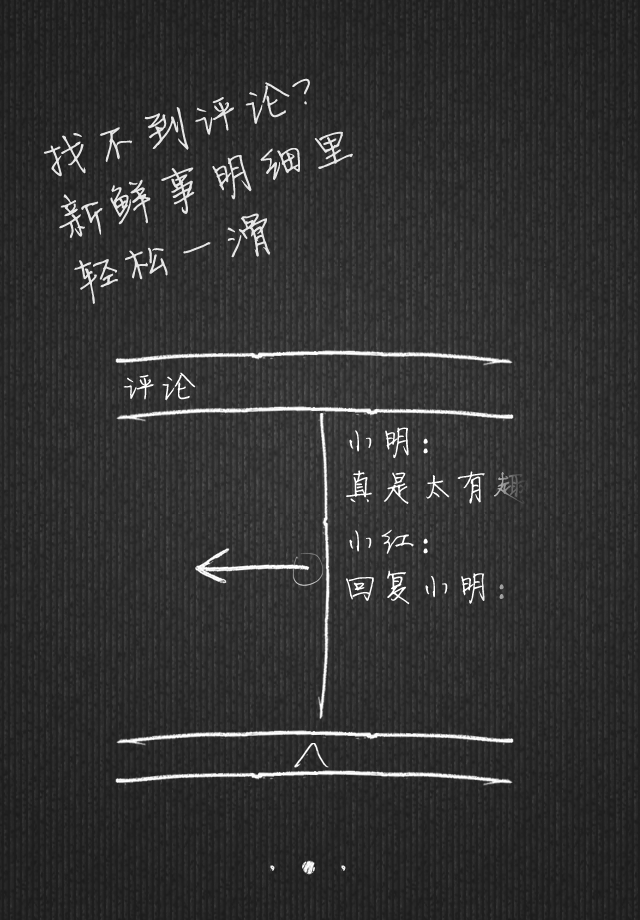 找不到评论？
新鲜事明细里
轻松一滑
评论
小明：
真是太有趣
小红：
回复小明：